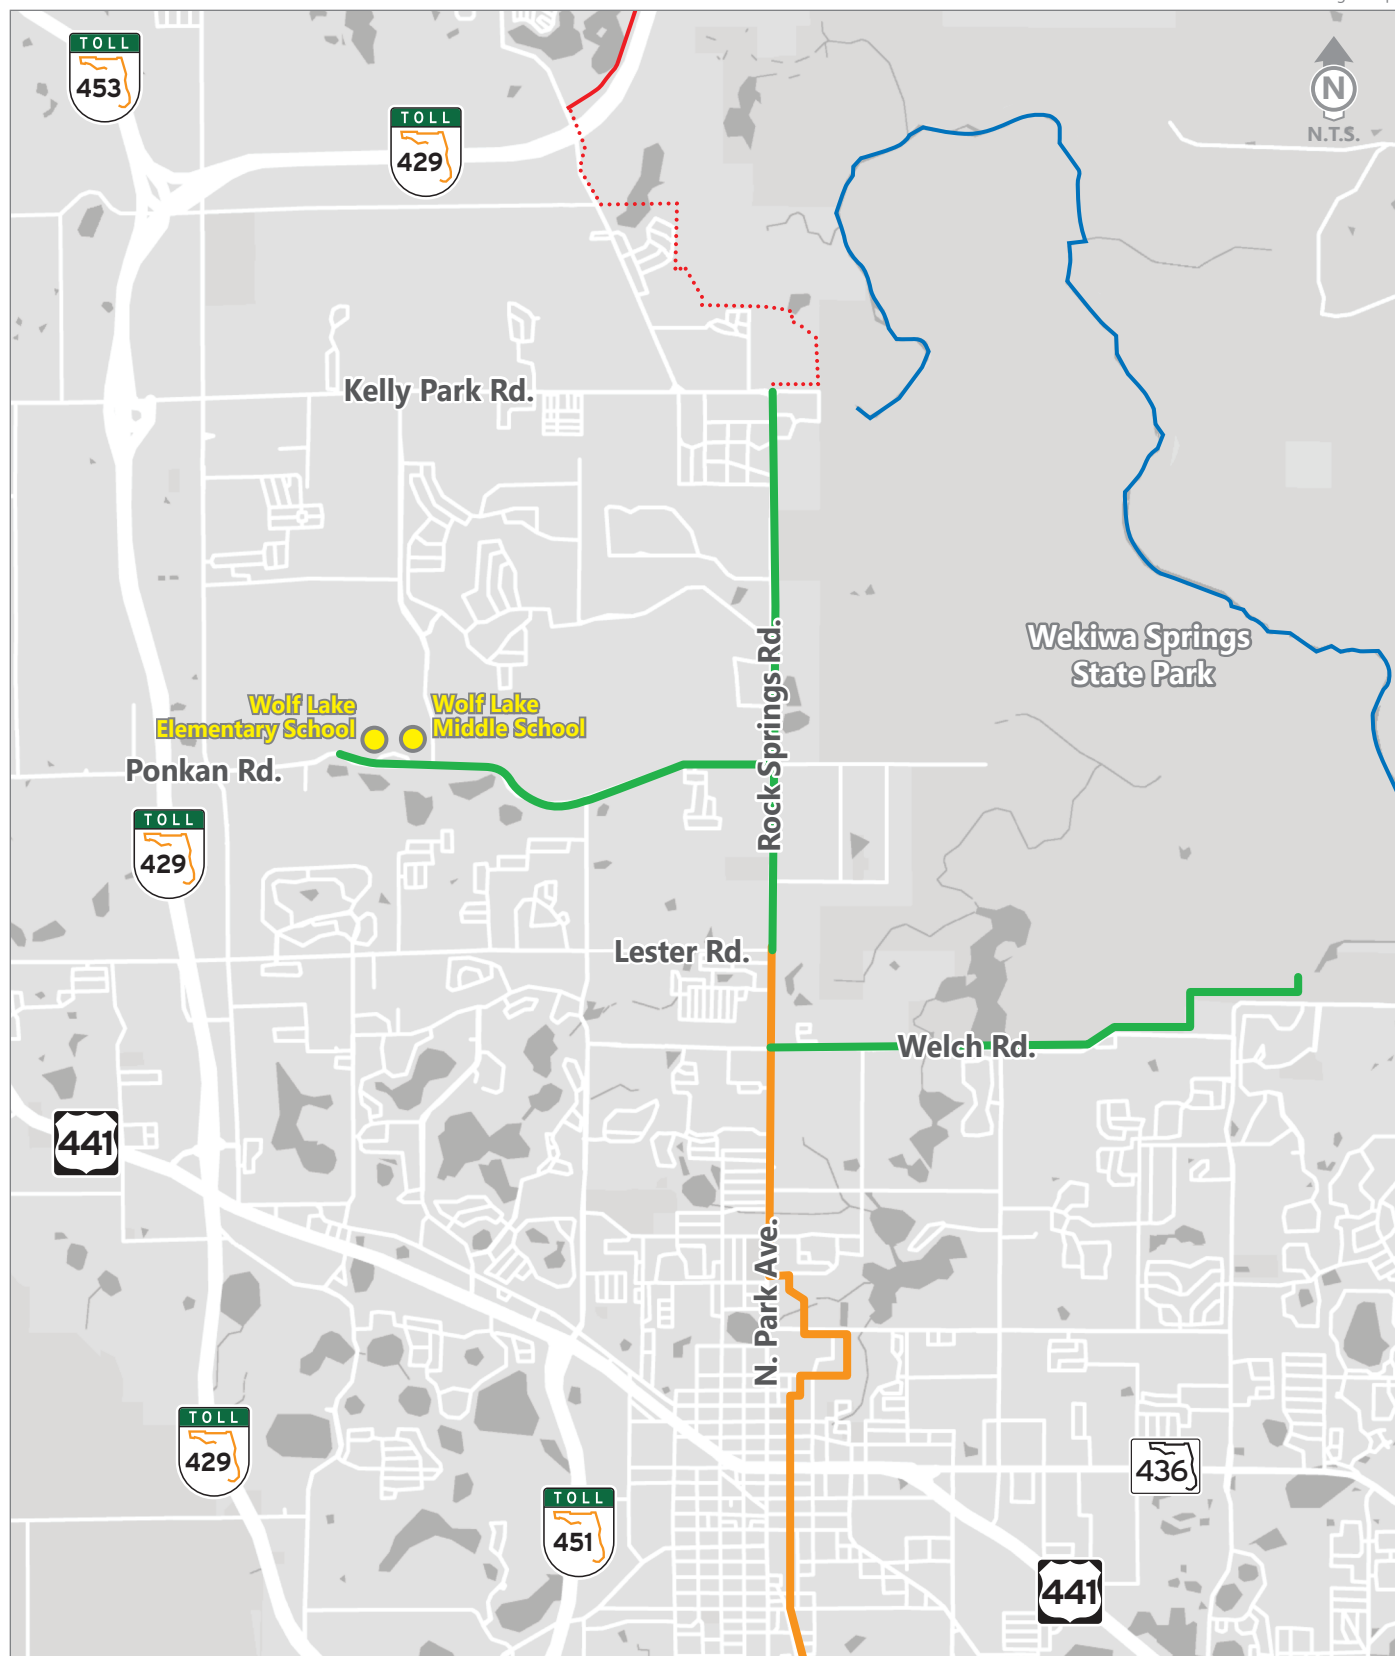 TOLL
453
TOLL
429
N
N.T.S.
Kelly Park Rd.
Wekiwa Springs
State Park
Rock Springs Rd.
Wolf Lake
Elementary School
Wolf Lake
Middle School
Ponkan Rd.
TOLL
429
Lester Rd.
Welch Rd.
441
N. Park Ave.
TOLL
429
436
TOLL
451
441